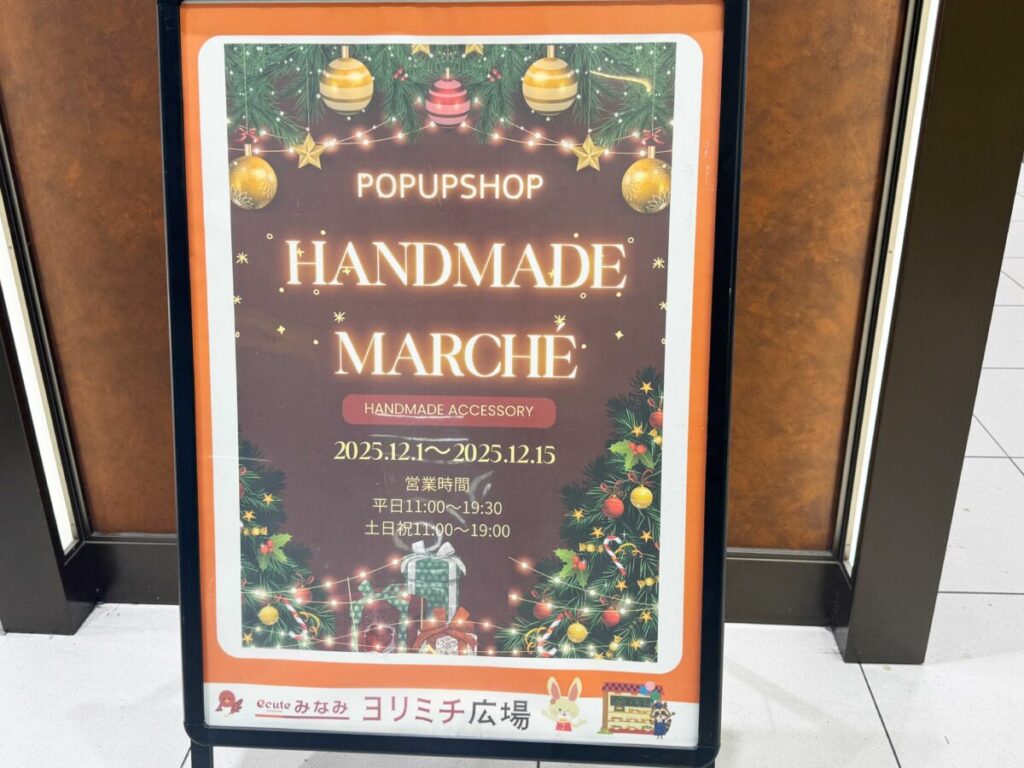 POPUPSHOP
HANDMADE
MARCHÉ
HANDMADE ACCESSORY
2025.12.1〜2025.12.15
営業時間
平日11:00〜19:30
土日祝11:00〜19:00
ecute みなみ ヨリミチ広場